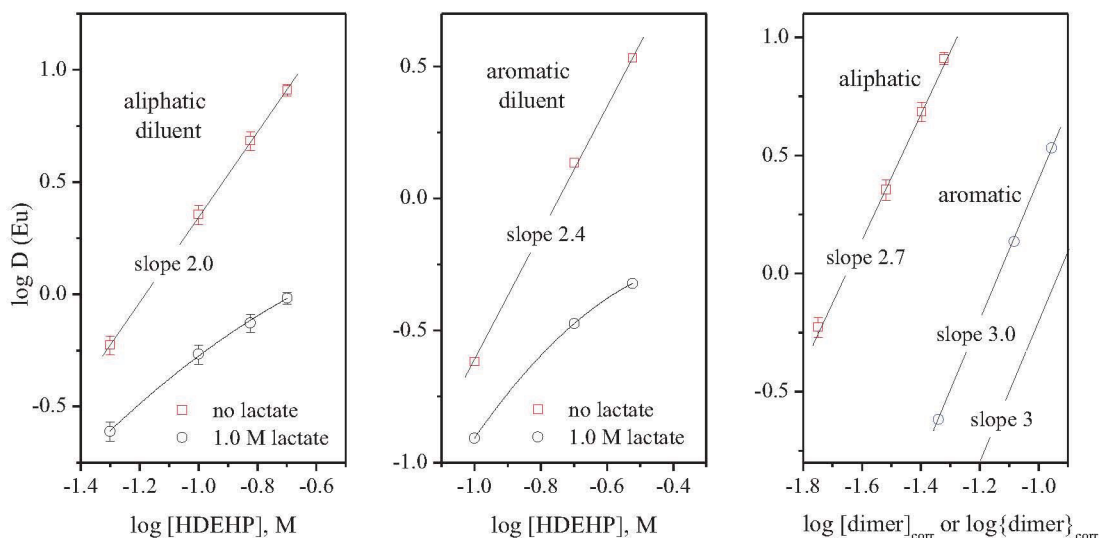 log D (Eu)
1.0
0.5
0.0
-0.5
aliphatic
diluent
slope 2.0
no lactate
1.0 M lactate
-1.4 -1.2 -1.0 -0.8 -0.6
log [HDEHP], M
0.5
0.0
-0.5
-1.0
aromatic
diluent
slope 2.4
no lactate
1.0 M lactate
-1.0 -0.8 -0.6 -0.4
log [HDEHP], M
1.0
0.5
0.0
-0.5
aliphatic
aromatic
slope 2.7
slope 3.0
slope 3
-1.8 -1.6 -1.4 -1.2 -1.0
log [dimer]corr or log{dimer}corr